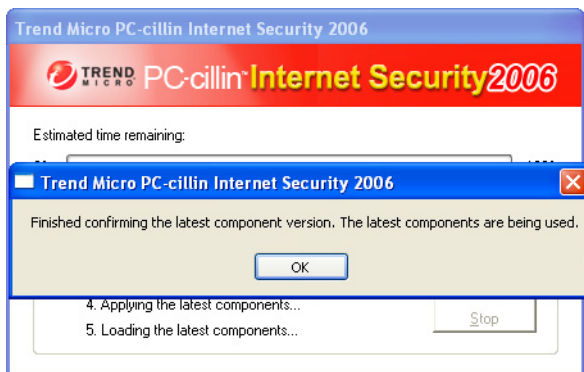 Trend Micro PC-cillin Internet Security 2006
TREND MICRO PC-cillin Internet Security 2006
Estimated time remaining:
Trend Micro PC-cillin Internet Security 2006
Finished confirming the latest component version. The latest components are being used.
OK
4. Applying the latest components...
Stop
5. Loading the latest components...